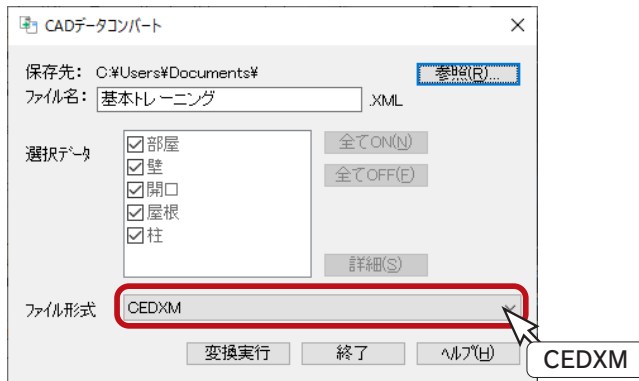 CADデータコンバート
保存先： C:¥Users¥Documents¥ 参照(R)...
ファイル名： 基本トレーニング .XML
選択データ
部屋
壁
開口
屋根
柱
全てON(N)
全てOFF(F)
詳細(S)
ファイル形式 CEDXM
変換実行 終了 ヘルプ(H)
CEDXM